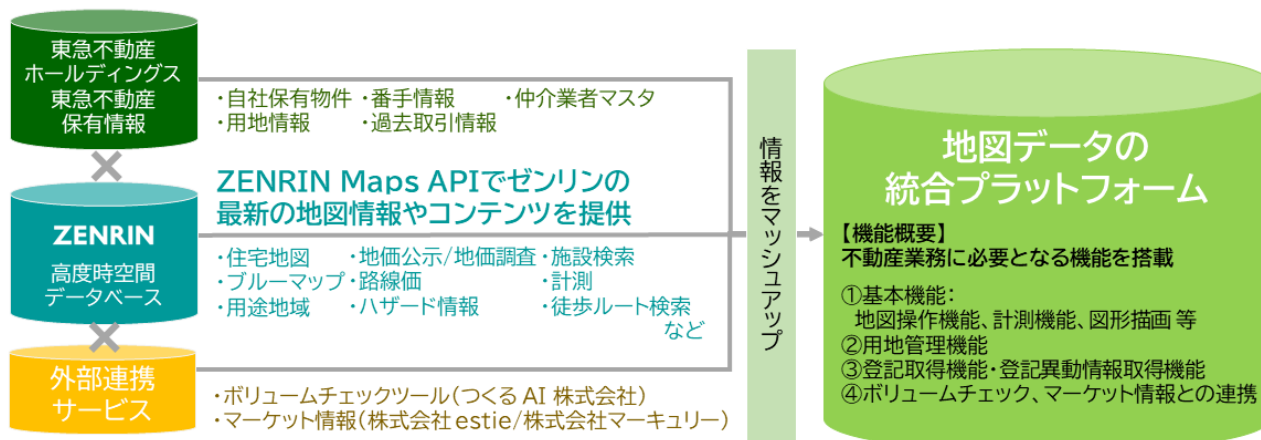 東急不動産
ホールディングス
東急不動産
保有情報
・自社保有物件 ・番手情報 ・仲介業者マスタ
・用地情報 ・過去取引情報
ZENRIN
高度時空間
データベース
ZENRIN Maps APIでゼンリンの
最新の地図情報やコンテンツを提供
・住宅地図 ・地価公示/地価調査 ・施設検索
・ブルーマップ ・路線価 ・計測
・用途地域 ・ハザード情報 ・徒歩ルート検索
など
外部連携
サービス
・ボリュームチェックツール(つくるAI 株式会社)
・マーケット情報(株式会社estie/株式会社マーキュリー)
情報をマッシュアップ
地図データの
統合プラットフォーム
【機能概要】
不動産業務に必要となる機能を搭載
①基本機能:
地図操作機能、計測機能、図形描画 等
②用地管理機能
③登記取得機能・登記異動情報取得機能
④ボリュームチェック、マーケット情報との連携